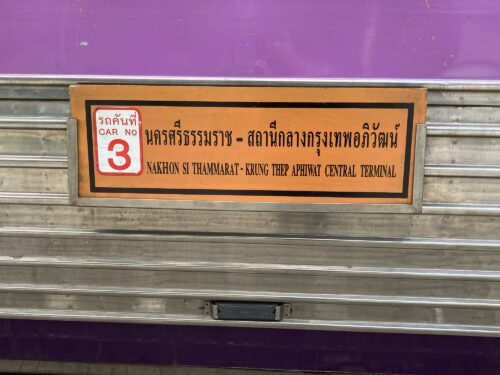 รถคันที่
CAR NO
3
นครศรีธรรมราช - สถานีกลางกรุงเทพอภิวัฒน์
NAKHON SI THAMMARAT - KRUNG THEP APHIWAT CENTRAL TERMINAL